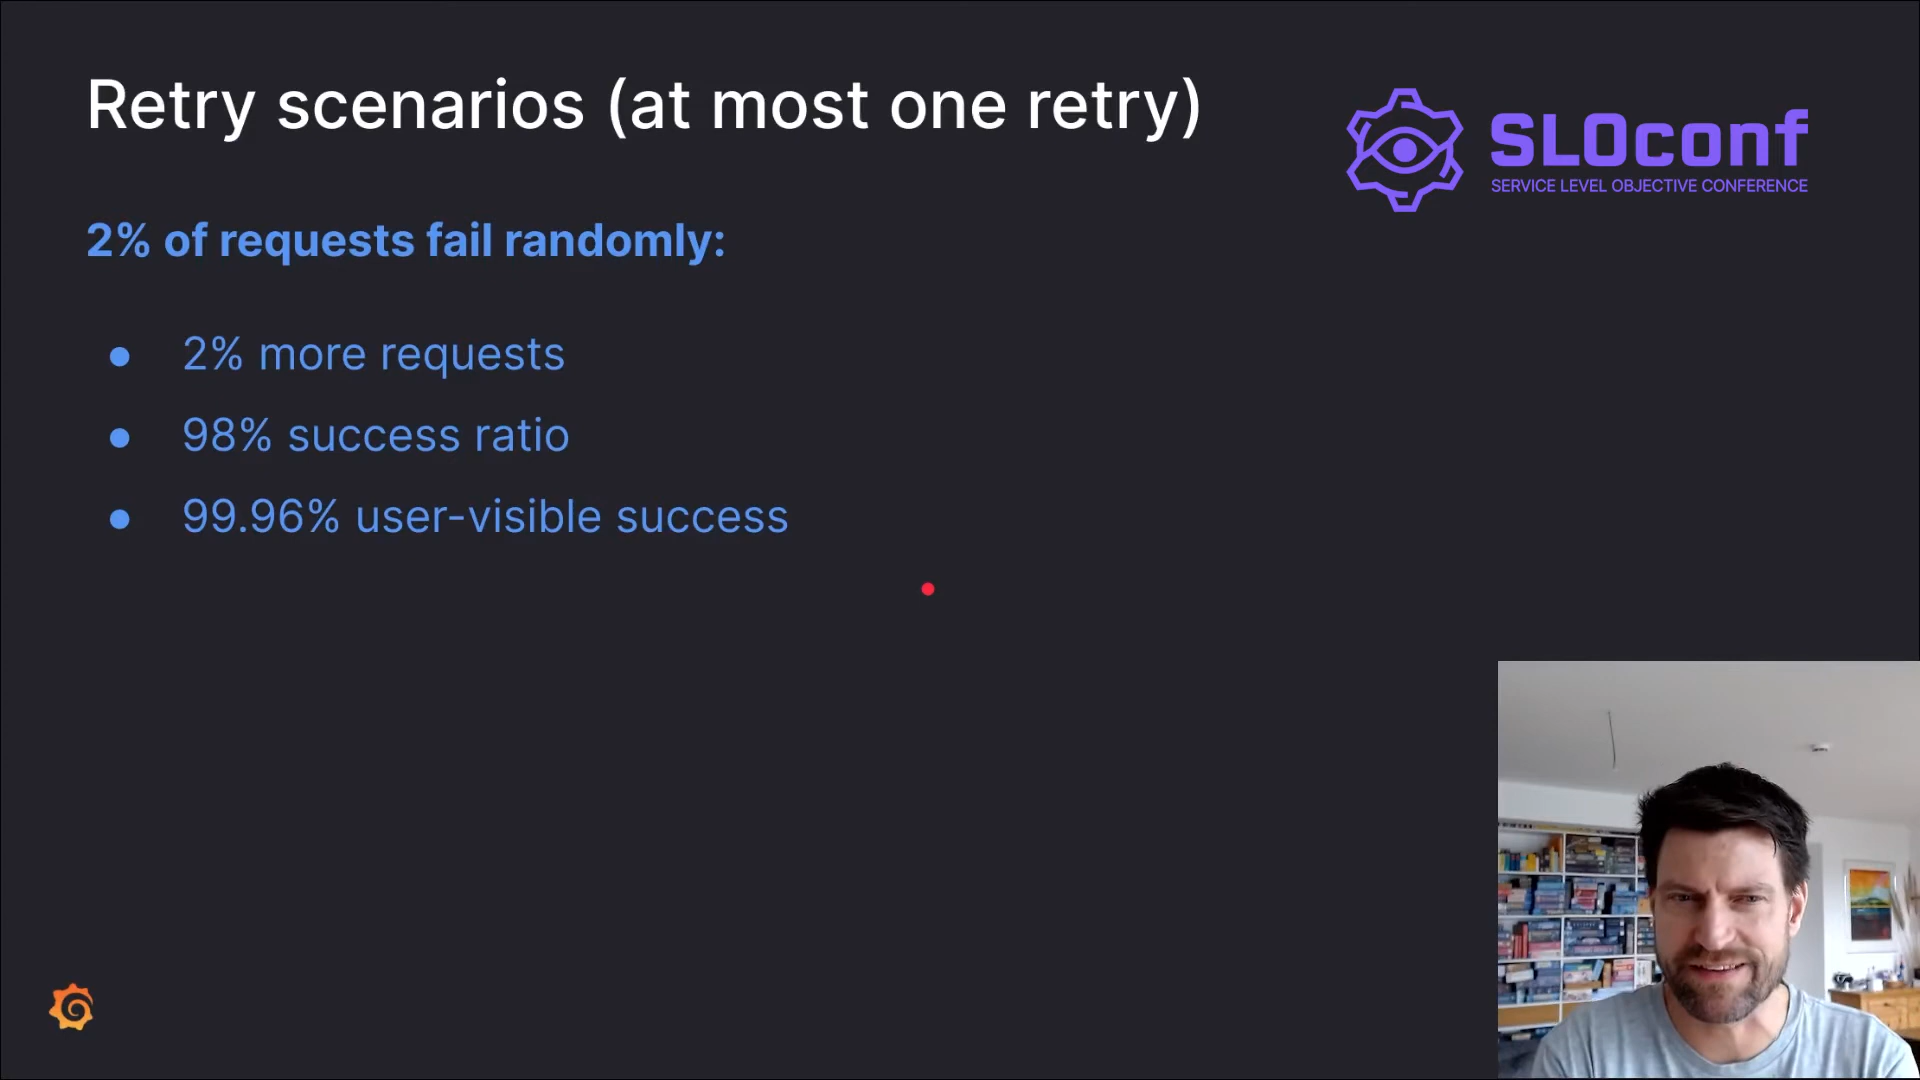 Retry scenarios (at most one retry)
SLOconf
SERVICE LEVEL OBJECTIVE CONFERENCE
2% of requests fail randomly:
● 2% more requests
● 98% success ratio
● 99.96% user-visible success